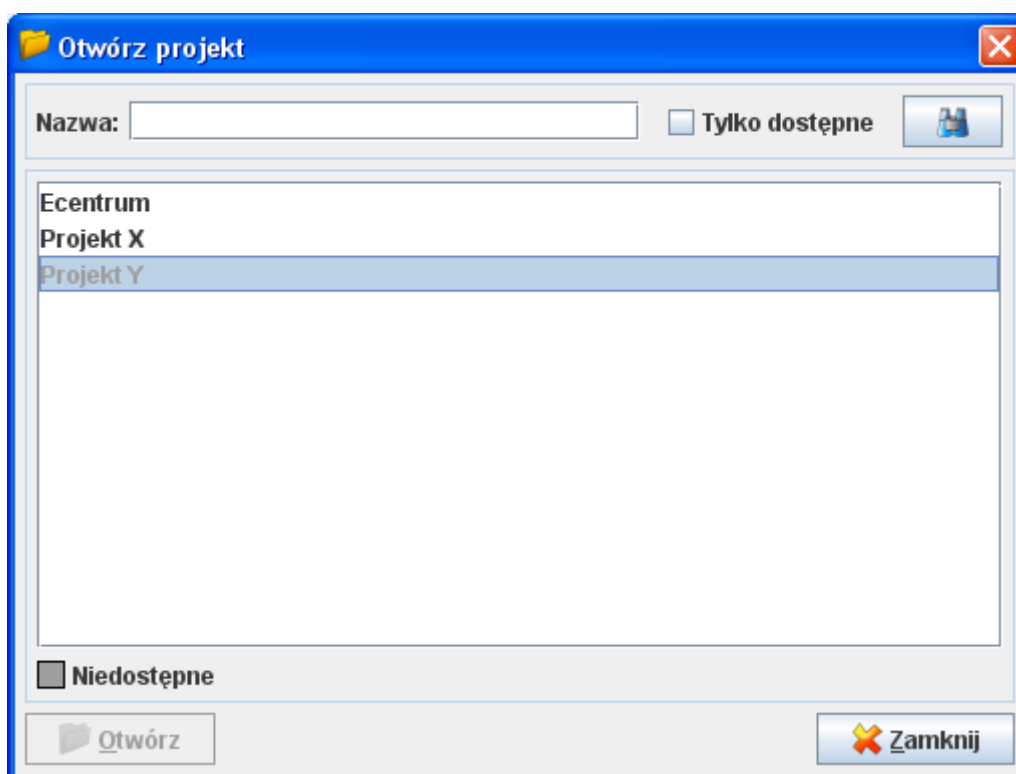 Otwórz projekt
Nazwa: Tylko dostępne
Ecentrum
Projekt X
Projekt Y
Niedostępne
Otwórz Zamknij